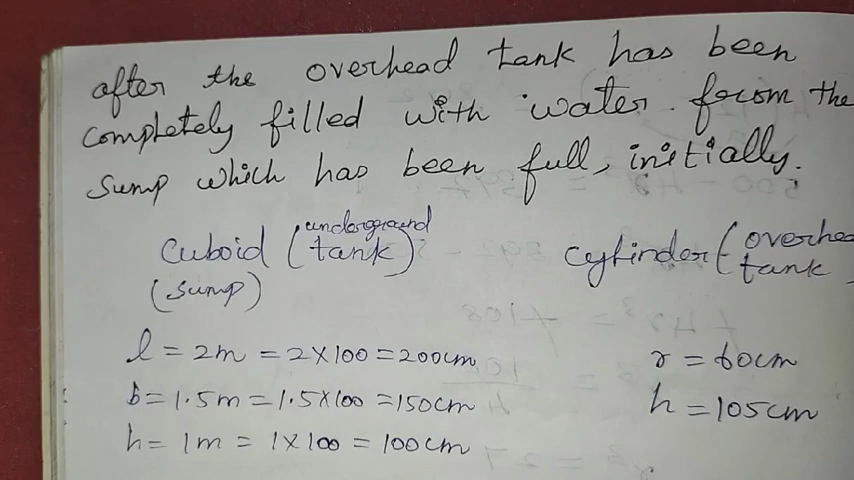 after the overhead tank has been
completely filled with water from the
sump which has been full, initially.
Cuboid (underground tank)
(sump)
cylinder (overhea
tank
l = 2m = 2×100 = 200cm
b = 1.5m = 1.5×100 = 150cm
h = 1m = 1×100 = 100cm
r = 60cm
h = 105cm